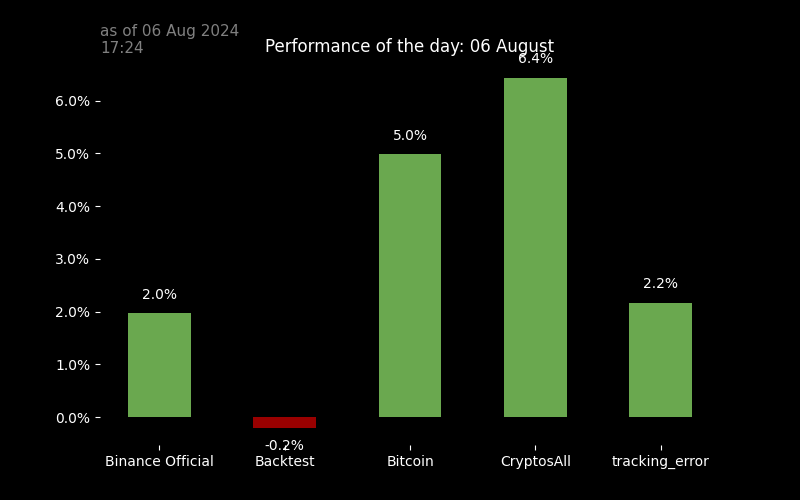 as of 06 Aug 2024
17:24
Performance of the day: 06 August
6.4%
6.0%
5.0%
5.0%
4.0%
3.0%
2.2%
2.0%
2.0%
1.0%
0.0%
-0.2%
Binance Official
Backtest
Bitcoin
CryptosAll
tracking_error